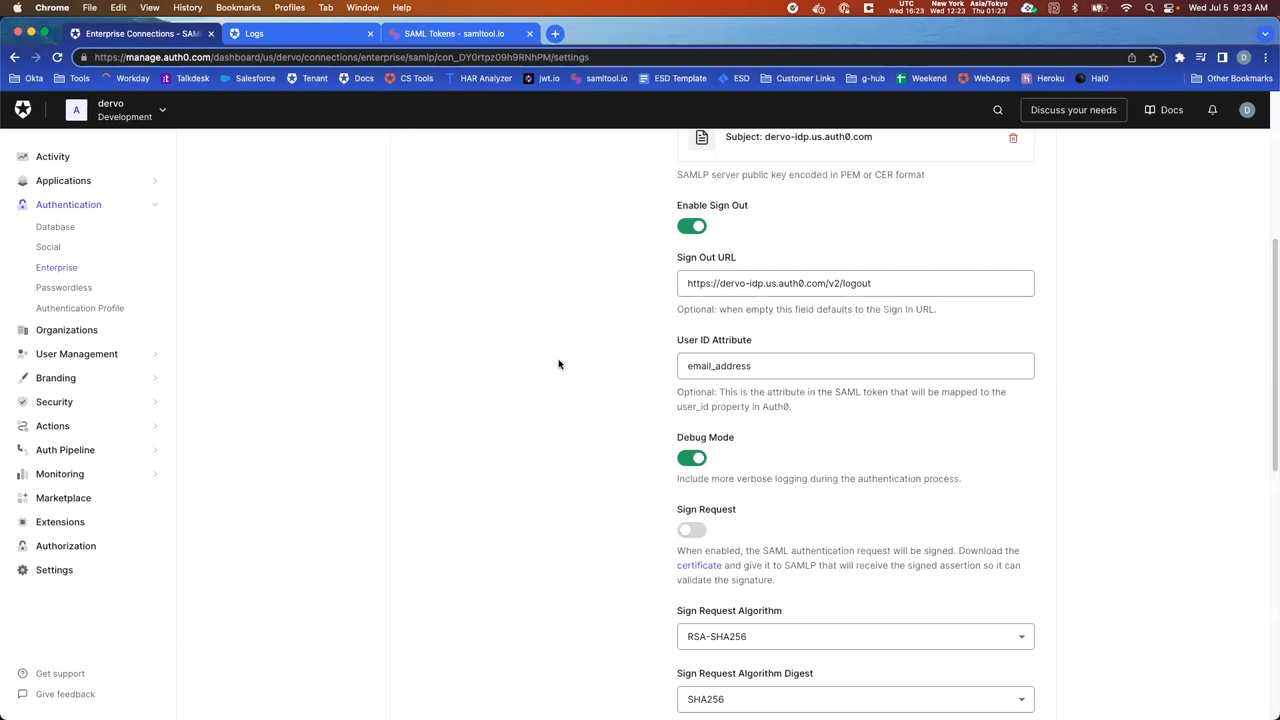 Chrome File Edit View History Bookmarks Profiles Tab Window Help
UTC New York Asia/Tokyo
Wed 16:23 Wed 12:23 Thu 01:23
Wed Jul 5 9:23 AM
Enterprise Connections - SAM
Logs
SAML Tokens - samltool.io
https://manage.auth0.com/dashboard/us/dervo/connections/enterprise/samlp/con_DY0rtpz09h9RNhPM/settings
Okta Tools Workday Talkdesk Salesforce Tenant Docs CS Tools HAR Analyzer jwt.io samltool.io ESD Template ESD Customer Links g-hub Weekend WebApps Heroku Hal0 Other Bookmarks
A
dervo
Development
Discuss your needs
Docs
D
Activity
Applications
Authentication
Database
Social
Enterprise
Passwordless
Authentication Profile
Organizations
User Management
Branding
Security
Actions
Auth Pipeline
Monitoring
Marketplace
Extensions
Authorization
Settings
Get support
Give feedback
Subject: dervo-idp.us.auth0.com
SAMLP server public key encoded in PEM or CER format
Enable Sign Out
Sign Out URL
https://dervo-idp.us.auth0.com/v2/logout
Optional: when empty this field defaults to the Sign In URL.
User ID Attribute
email_address
Optional: This is the attribute in the SAML token that will be mapped to the
user_id property in Auth0.
Debug Mode
Include more verbose logging during the authentication process.
Sign Request
When enabled, the SAML authentication request will be signed. Download the
certificate and give it to SAMLP that will receive the signed assertion so it can
validate the signature.
Sign Request Algorithm
RSA-SHA256
Sign Request Algorithm Digest
SHA256